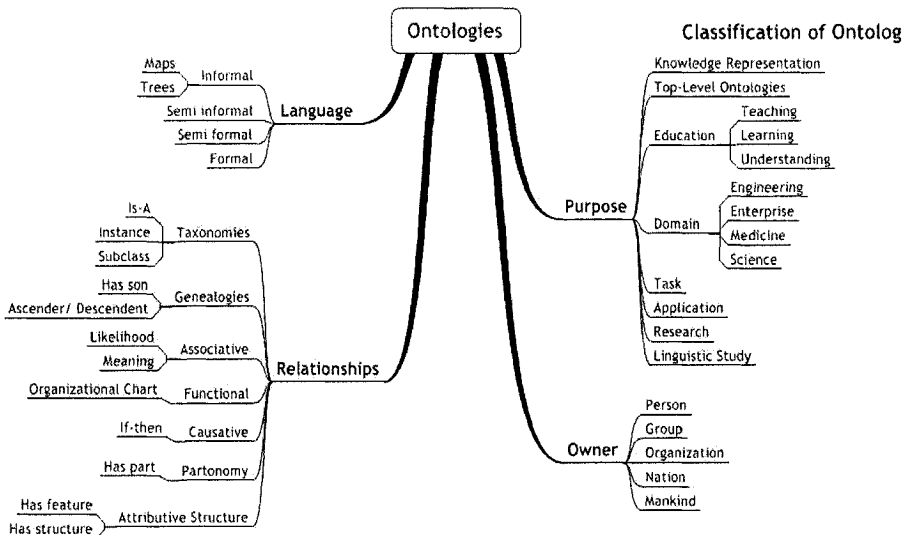 Ontologies
Classification of Ontolog
Language
Informal
Maps
Trees
Semi informal
Semi formal
Formal
Relationships
Taxonomies
Is-A
Instance
Subclass
Genealogies
Has son
Ascender/ Descendent
Associative
Likelihood
Meaning
Functional
Organizational Chart
Causative
If-then
Partonomy
Has part
Attributive Structure
Has feature
Has structure
Purpose
Knowledge Representation
Top-Level Ontologies
Education
Teaching
Learning
Understanding
Domain
Engineering
Enterprise
Medicine
Science
Task
Application
Research
Linguistic Study
Owner
Person
Group
Organization
Nation
Mankind